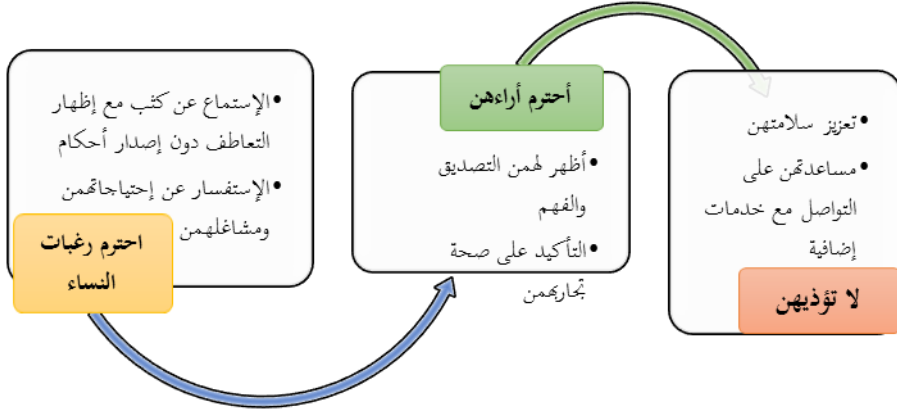 •الإستماع عن كثب مع إظهار
التعاطف دون إصدار أحكام
•الإستفسار عن إحتياجاتهمن
ومشاغلهمن
احترم رغبات
النساء
أحترم أراءهن
•أظهر لهمن التصديق
والفهم
•التأكيد على صحة
تجاربهمن
•تعزيز سلامتهن
•مساعدتهن على
التواصل مع خدمات
إضافية
لا تؤذيهن